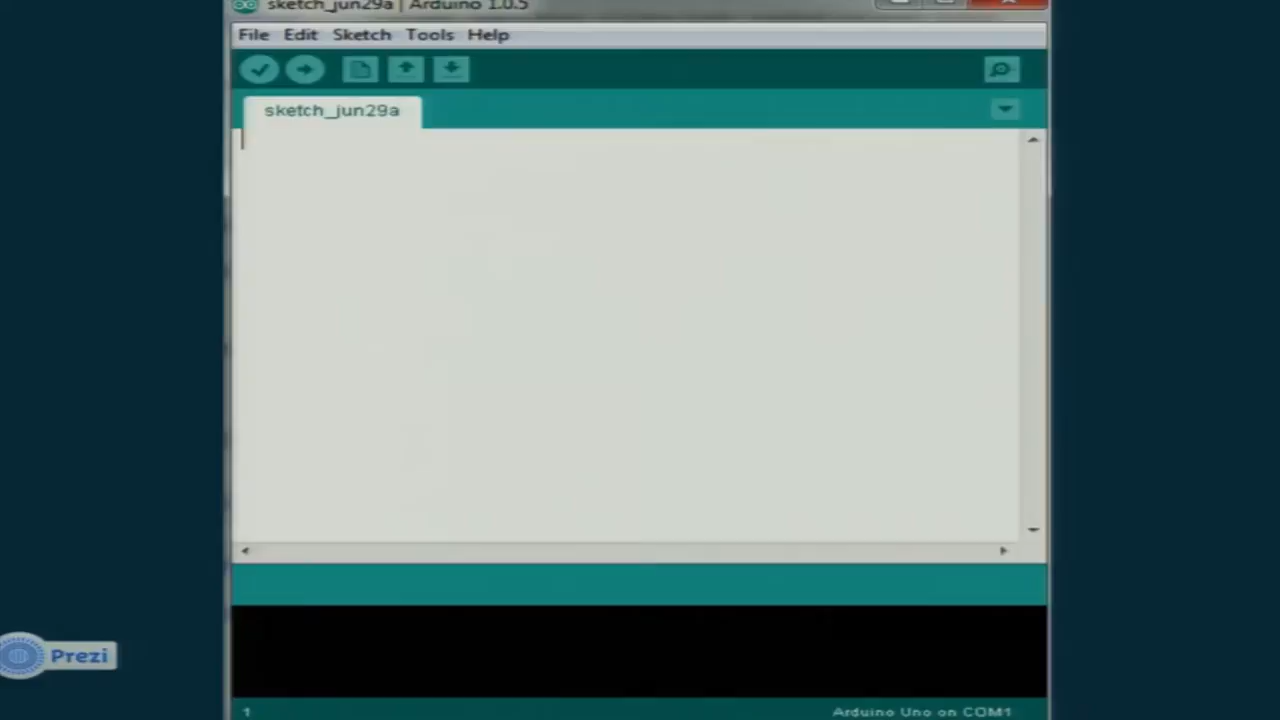 sketch_jun29a | Arduino 1.0.5
File Edit Sketch Tools Help
sketch_jun29a
Prezi
1 Arduino Uno on COM1